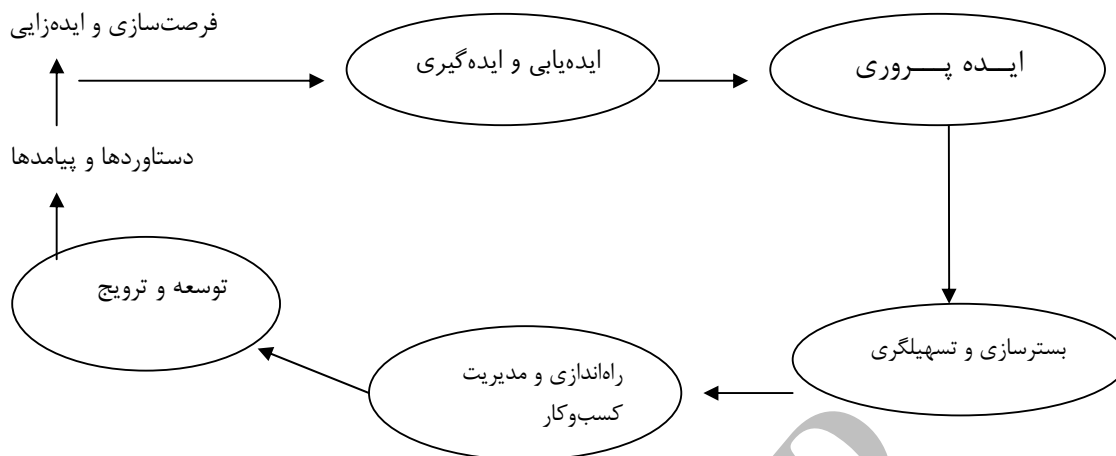 فرصت‌سازی و ایده‌زایی
ایده‌یابی و ایده‌گیری
ایــده پــــروری
دستاوردها و پیامدها
توسعه و ترویج
بسترسازی و تسهیلگری
راه‌اندازی و مدیریت
کسب‌وکار